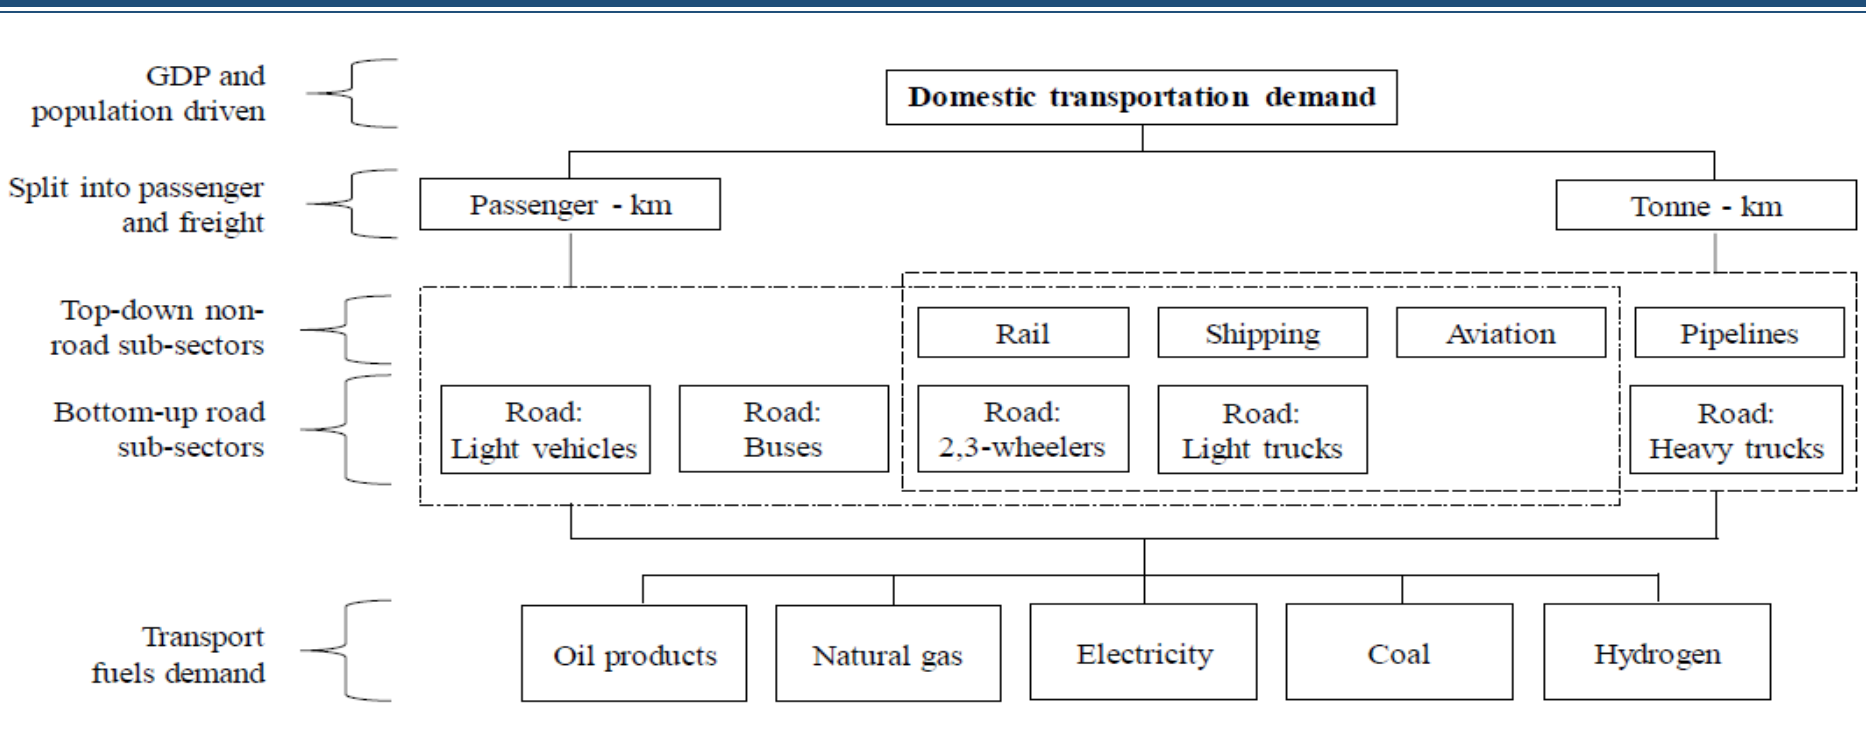 GDP and
population driven
Domestic transportation demand
Split into passenger
and freight
Passenger - km
Tonne - km
Top-down non-
road sub-sectors
Rail
Shipping
Aviation
Pipelines
Bottom-up road
sub-sectors
Road:
Light vehicles
Road:
Buses
Road:
2,3-wheelers
Road:
Light trucks
Road:
Heavy trucks
Transport
fuels demand
Oil products
Natural gas
Electricity
Coal
Hydrogen